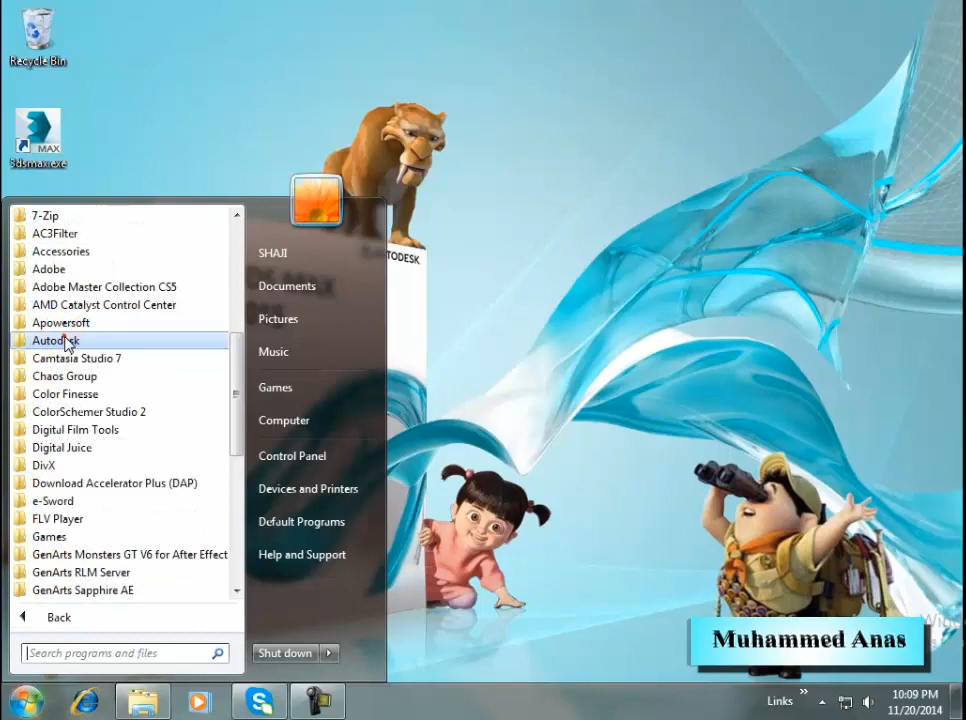 Recycle Bin
MAX
3dsmax.exe
TODESK
7-Zip
AC3Filter
Accessories
Adobe
Adobe Master Collection CS5
AMD Catalyst Control Center
Apowersoft
Autodesk
Camtasia Studio 7
Chaos Group
Color Finesse
ColorSchemer Studio 2
Digital Film Tools
Digital Juice
DivX
Download Accelerator Plus (DAP)
e-Sword
FLV Player
Games
GenArts Monsters GT V6 for After Effect
GenArts RLM Server
GenArts Sapphire AE
Back
Search programs and files
SHAJI
Documents
Pictures
Music
Games
Computer
Control Panel
Devices and Printers
Default Programs
Help and Support
Shut down
Muhammed Anas
Links
10:09 PM
11/20/2014